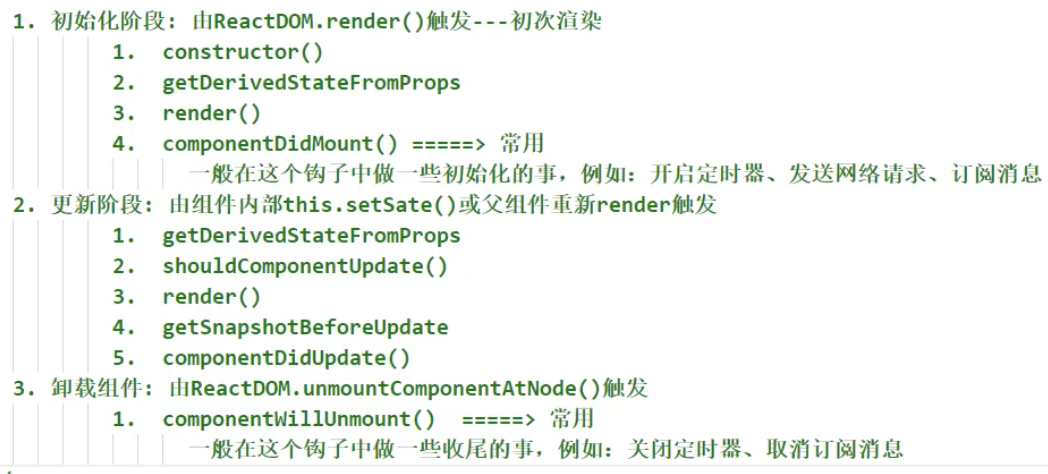 1. 初始化阶段：由ReactDOM.render()触发---初次渲染
1. constructor()
2. getDerivedStateFromProps
3. render()
4. componentDidMount() =====> 常用
一般在这个钩子中做一些初始化的事，例如：开启定时器、发送网络请求、订阅消息
2. 更新阶段：由组件内部this.setSate()或父组件重新render触发
1. getDerivedStateFromProps
2. shouldComponentUpdate()
3. render()
4. getSnapshotBeforeUpdate
5. componentDidUpdate()
3. 卸载组件：由ReactDOM.unmountComponentAtNode()触发
1. componentWillUnmount() =====> 常用
一般在这个钩子中做一些收尾的事，例如：关闭定时器、取消订阅消息